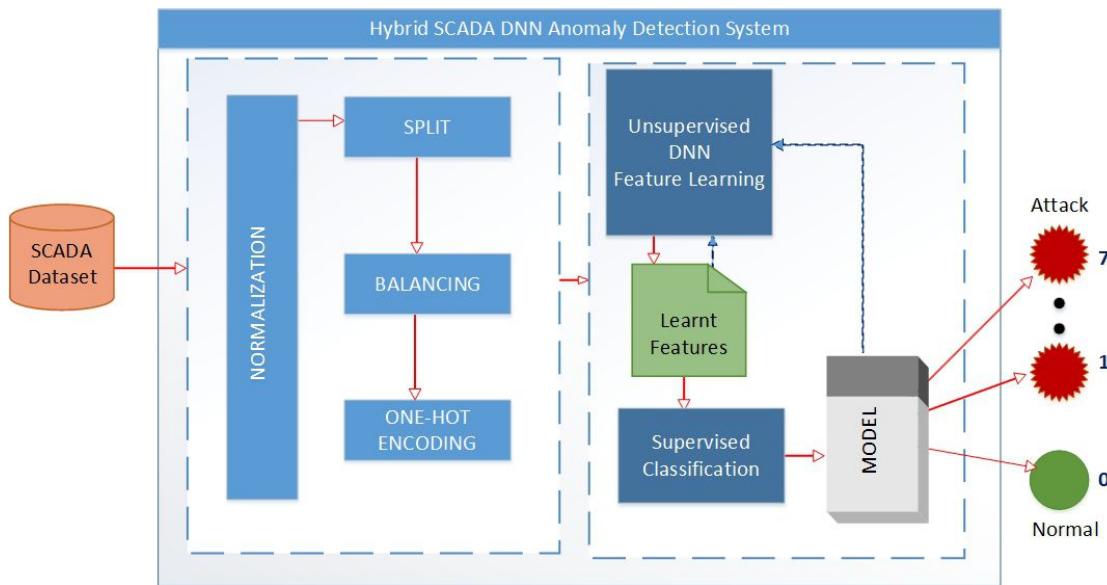 Hybrid SCADA DNN Anomaly Detection System
SCADA
Dataset
NORMALIZATION
SPLIT
BALANCING
ONE-HOT
ENCODING
Unsupervised
DNN
Feature Learning
Learnt
Features
Supervised
Classification
MODEL
Attack
7
1
0
Normal